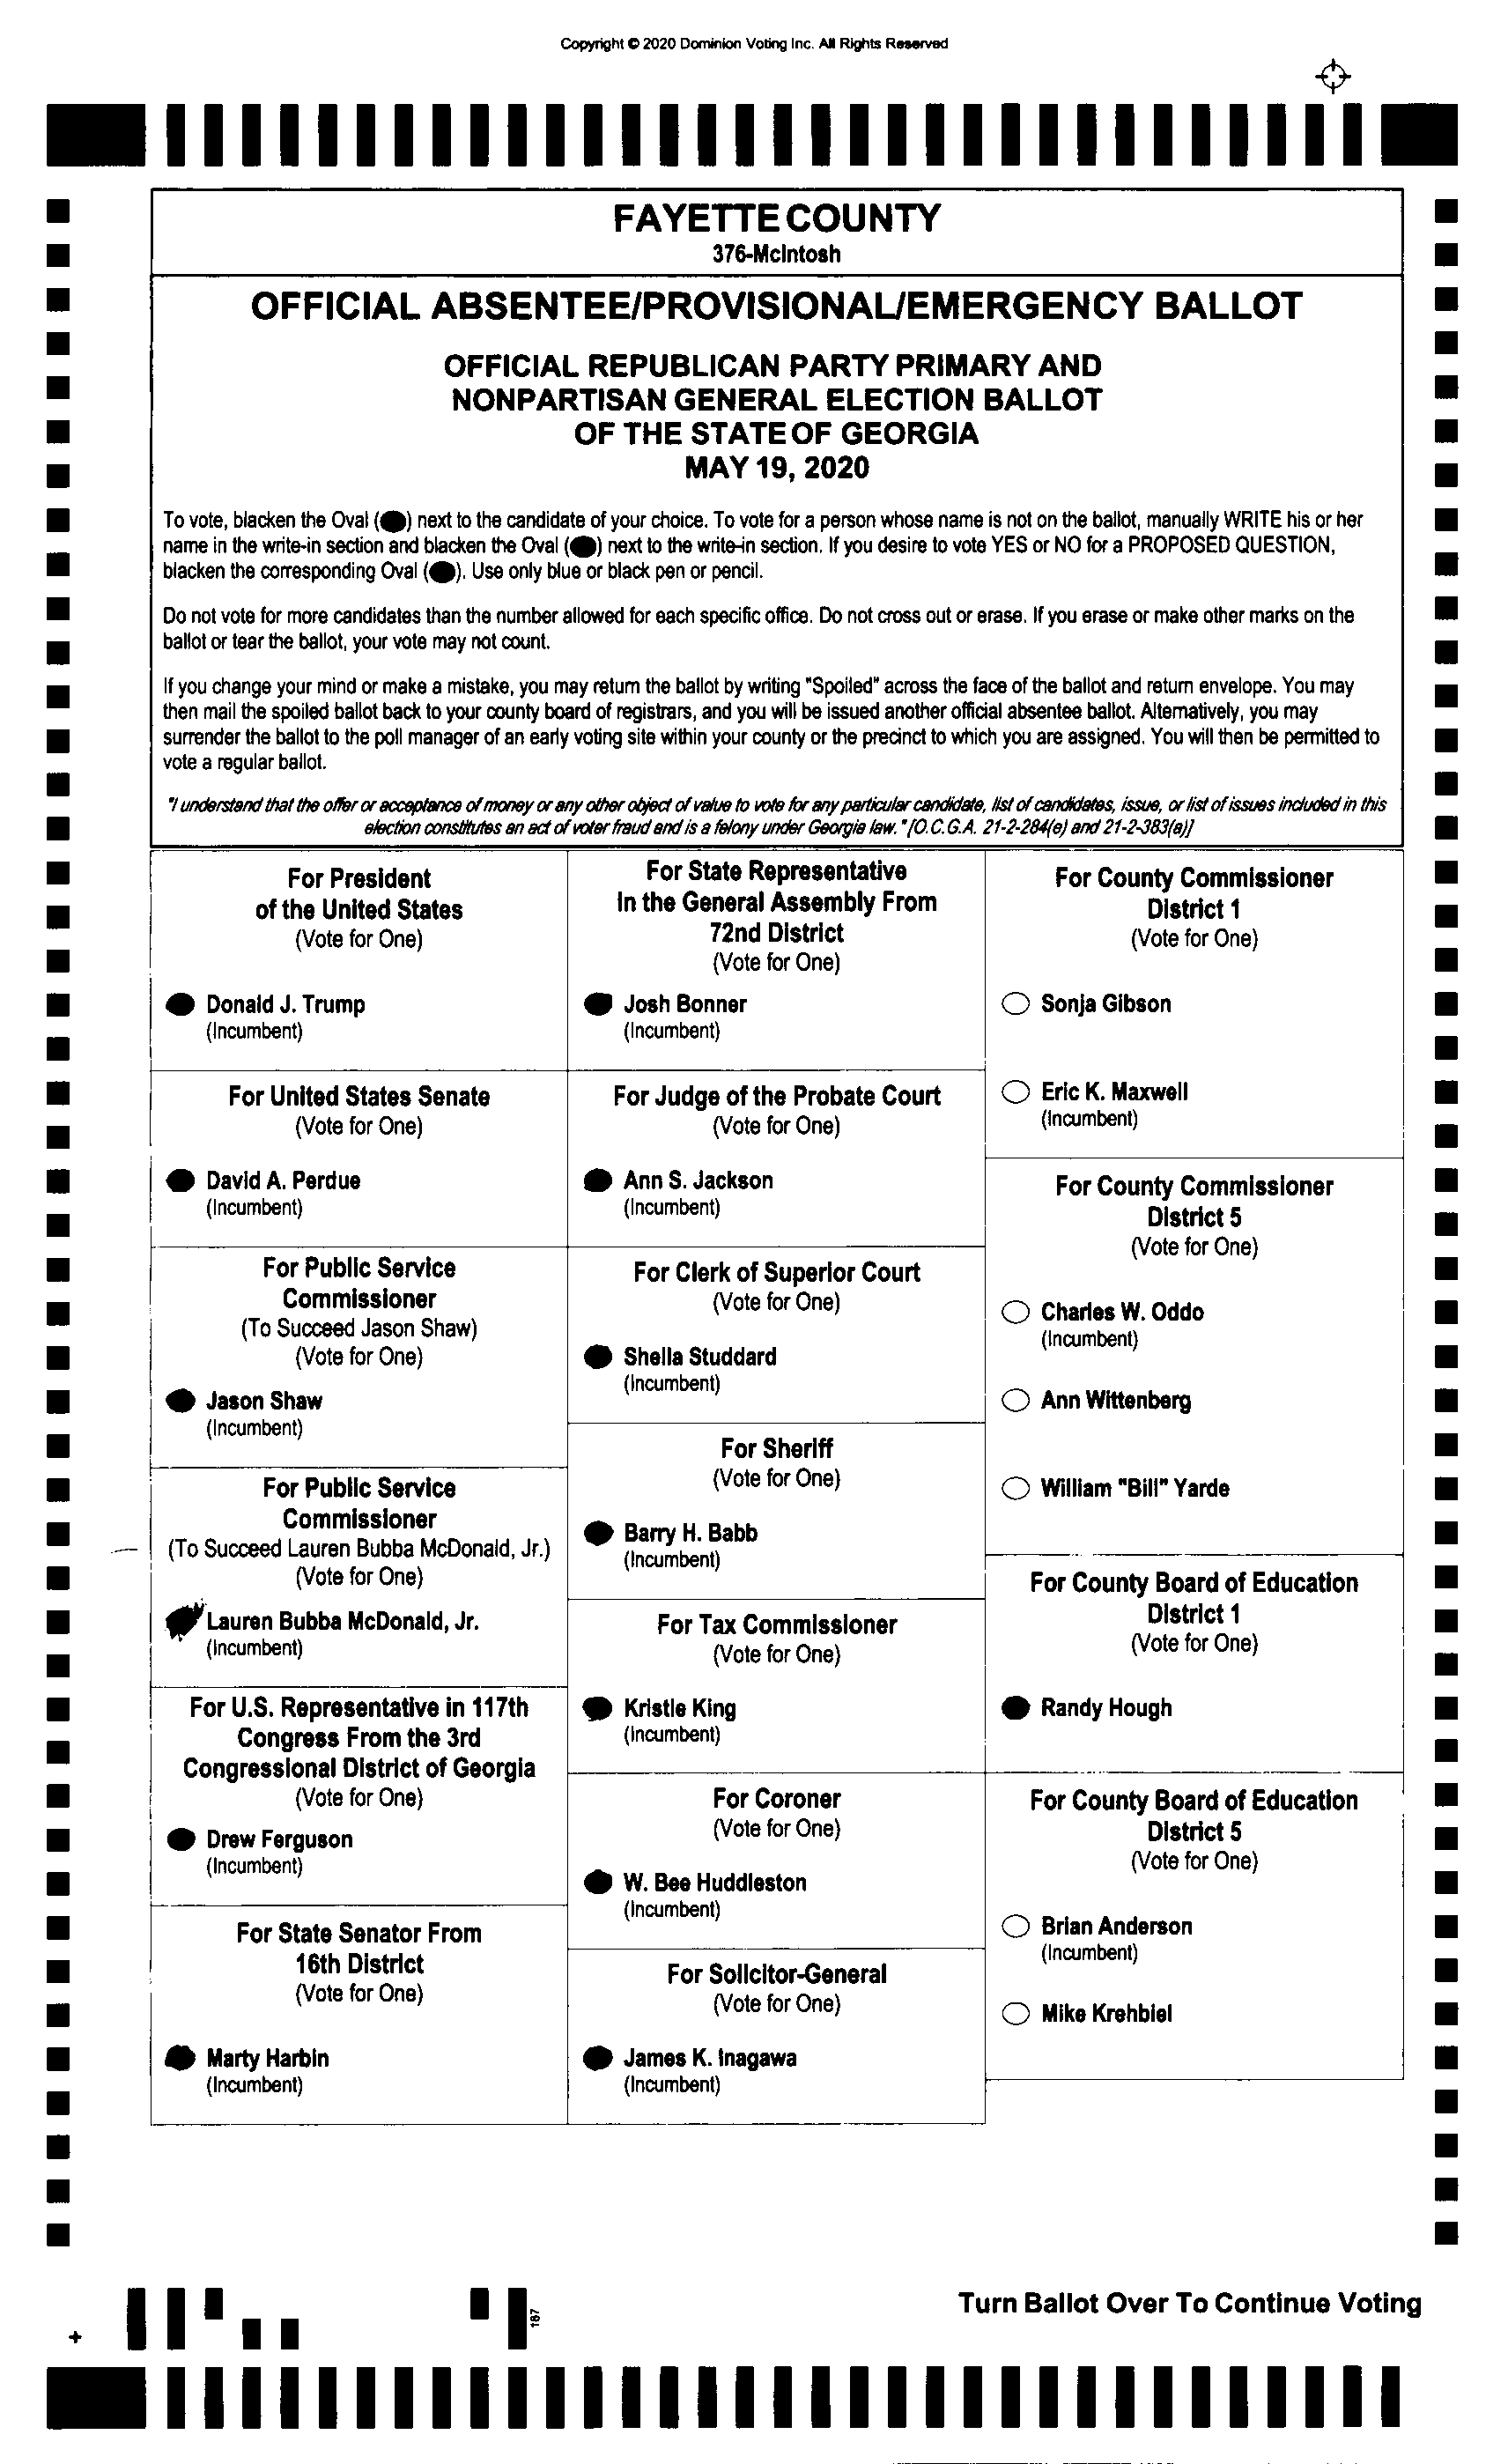 Copyright © 2020 Dominion Voting Inc. All Rights Reserved
FAYETTE COUNTY
376-McIntosh
OFFICIAL ABSENTEE/PROVISIONAL/EMERGENCY BALLOT
OFFICIAL REPUBLICAN PARTY PRIMARY AND
NONPARTISAN GENERAL ELECTION BALLOT
OF THE STATE OF GEORGIA
MAY 19, 2020
To vote, blacken the Oval ( ) next to the candidate of your choice. To vote for a person whose name is not on the ballot, manually WRITE his or her
name in the write-in section and blacken the Oval ( ) next to the write-in section. If you desire to vote YES or NO for a PROPOSED QUESTION,
blacken the corresponding Oval ( ). Use only blue or black pen or pencil.
Do not vote for more candidates than the number allowed for each specific office. Do not cross out or erase. If you erase or make other marks on the
ballot or tear the ballot, your vote may not count.
If you change your mind or make a mistake, you may return the ballot by writing "Spoiled" across the face of the ballot and return envelope. You may
then mail the spoiled ballot back to your county board of registrars, and you will be issued another official absentee ballot. Alternatively, you may
surrender the ballot to the poll manager of an early voting site within your county or the precinct to which you are assigned. You will then be permitted to
vote a regular ballot.
"I understand that the offer or acceptance of money or any other object of value to vote for any particular candidate, list of candidates, issue, or list of issues included in this
election constitutes an act of voter fraud and is a felony under Georgia law." [O.C.G.A. 21-2-284(e) and 21-2-383(a)]
For President
of the United States
(Vote for One)
Donald J. Trump
(Incumbent)
For United States Senate
(Vote for One)
David A. Perdue
(Incumbent)
For Public Service
Commissioner
(To Succeed Jason Shaw)
(Vote for One)
Jason Shaw
(Incumbent)
For Public Service
Commissioner
(To Succeed Lauren Bubba McDonald, Jr.)
(Vote for One)
Lauren Bubba McDonald, Jr.
(Incumbent)
For U.S. Representative in 117th
Congress From the 3rd
Congressional District of Georgia
(Vote for One)
Drew Ferguson
(Incumbent)
For State Senator From
16th District
(Vote for One)
Marty Harbin
(Incumbent)
For State Representative
In the General Assembly From
72nd District
(Vote for One)
Josh Bonner
(Incumbent)
For Judge of the Probate Court
(Vote for One)
Ann S. Jackson
(Incumbent)
For Clerk of Superior Court
(Vote for One)
Sheila Studdard
(Incumbent)
For Sheriff
(Vote for One)
Barry H. Babb
(Incumbent)
For Tax Commissioner
(Vote for One)
Kristie King
(Incumbent)
For Coroner
(Vote for One)
W. Bee Huddleston
(Incumbent)
For Solicitor-General
(Vote for One)
James K. Inagawa
(Incumbent)
For County Commissioner
District 1
(Vote for One)
Sonja Gibson
Eric K. Maxwell
(Incumbent)
For County Commissioner
District 5
(Vote for One)
Charles W. Oddo
(Incumbent)
Ann Wittenberg
William "Bill" Yarde
For County Board of Education
District 1
(Vote for One)
Randy Hough
For County Board of Education
District 5
(Vote for One)
Brian Anderson
(Incumbent)
Mike Krehbiel
Turn Ballot Over To Continue Voting
187